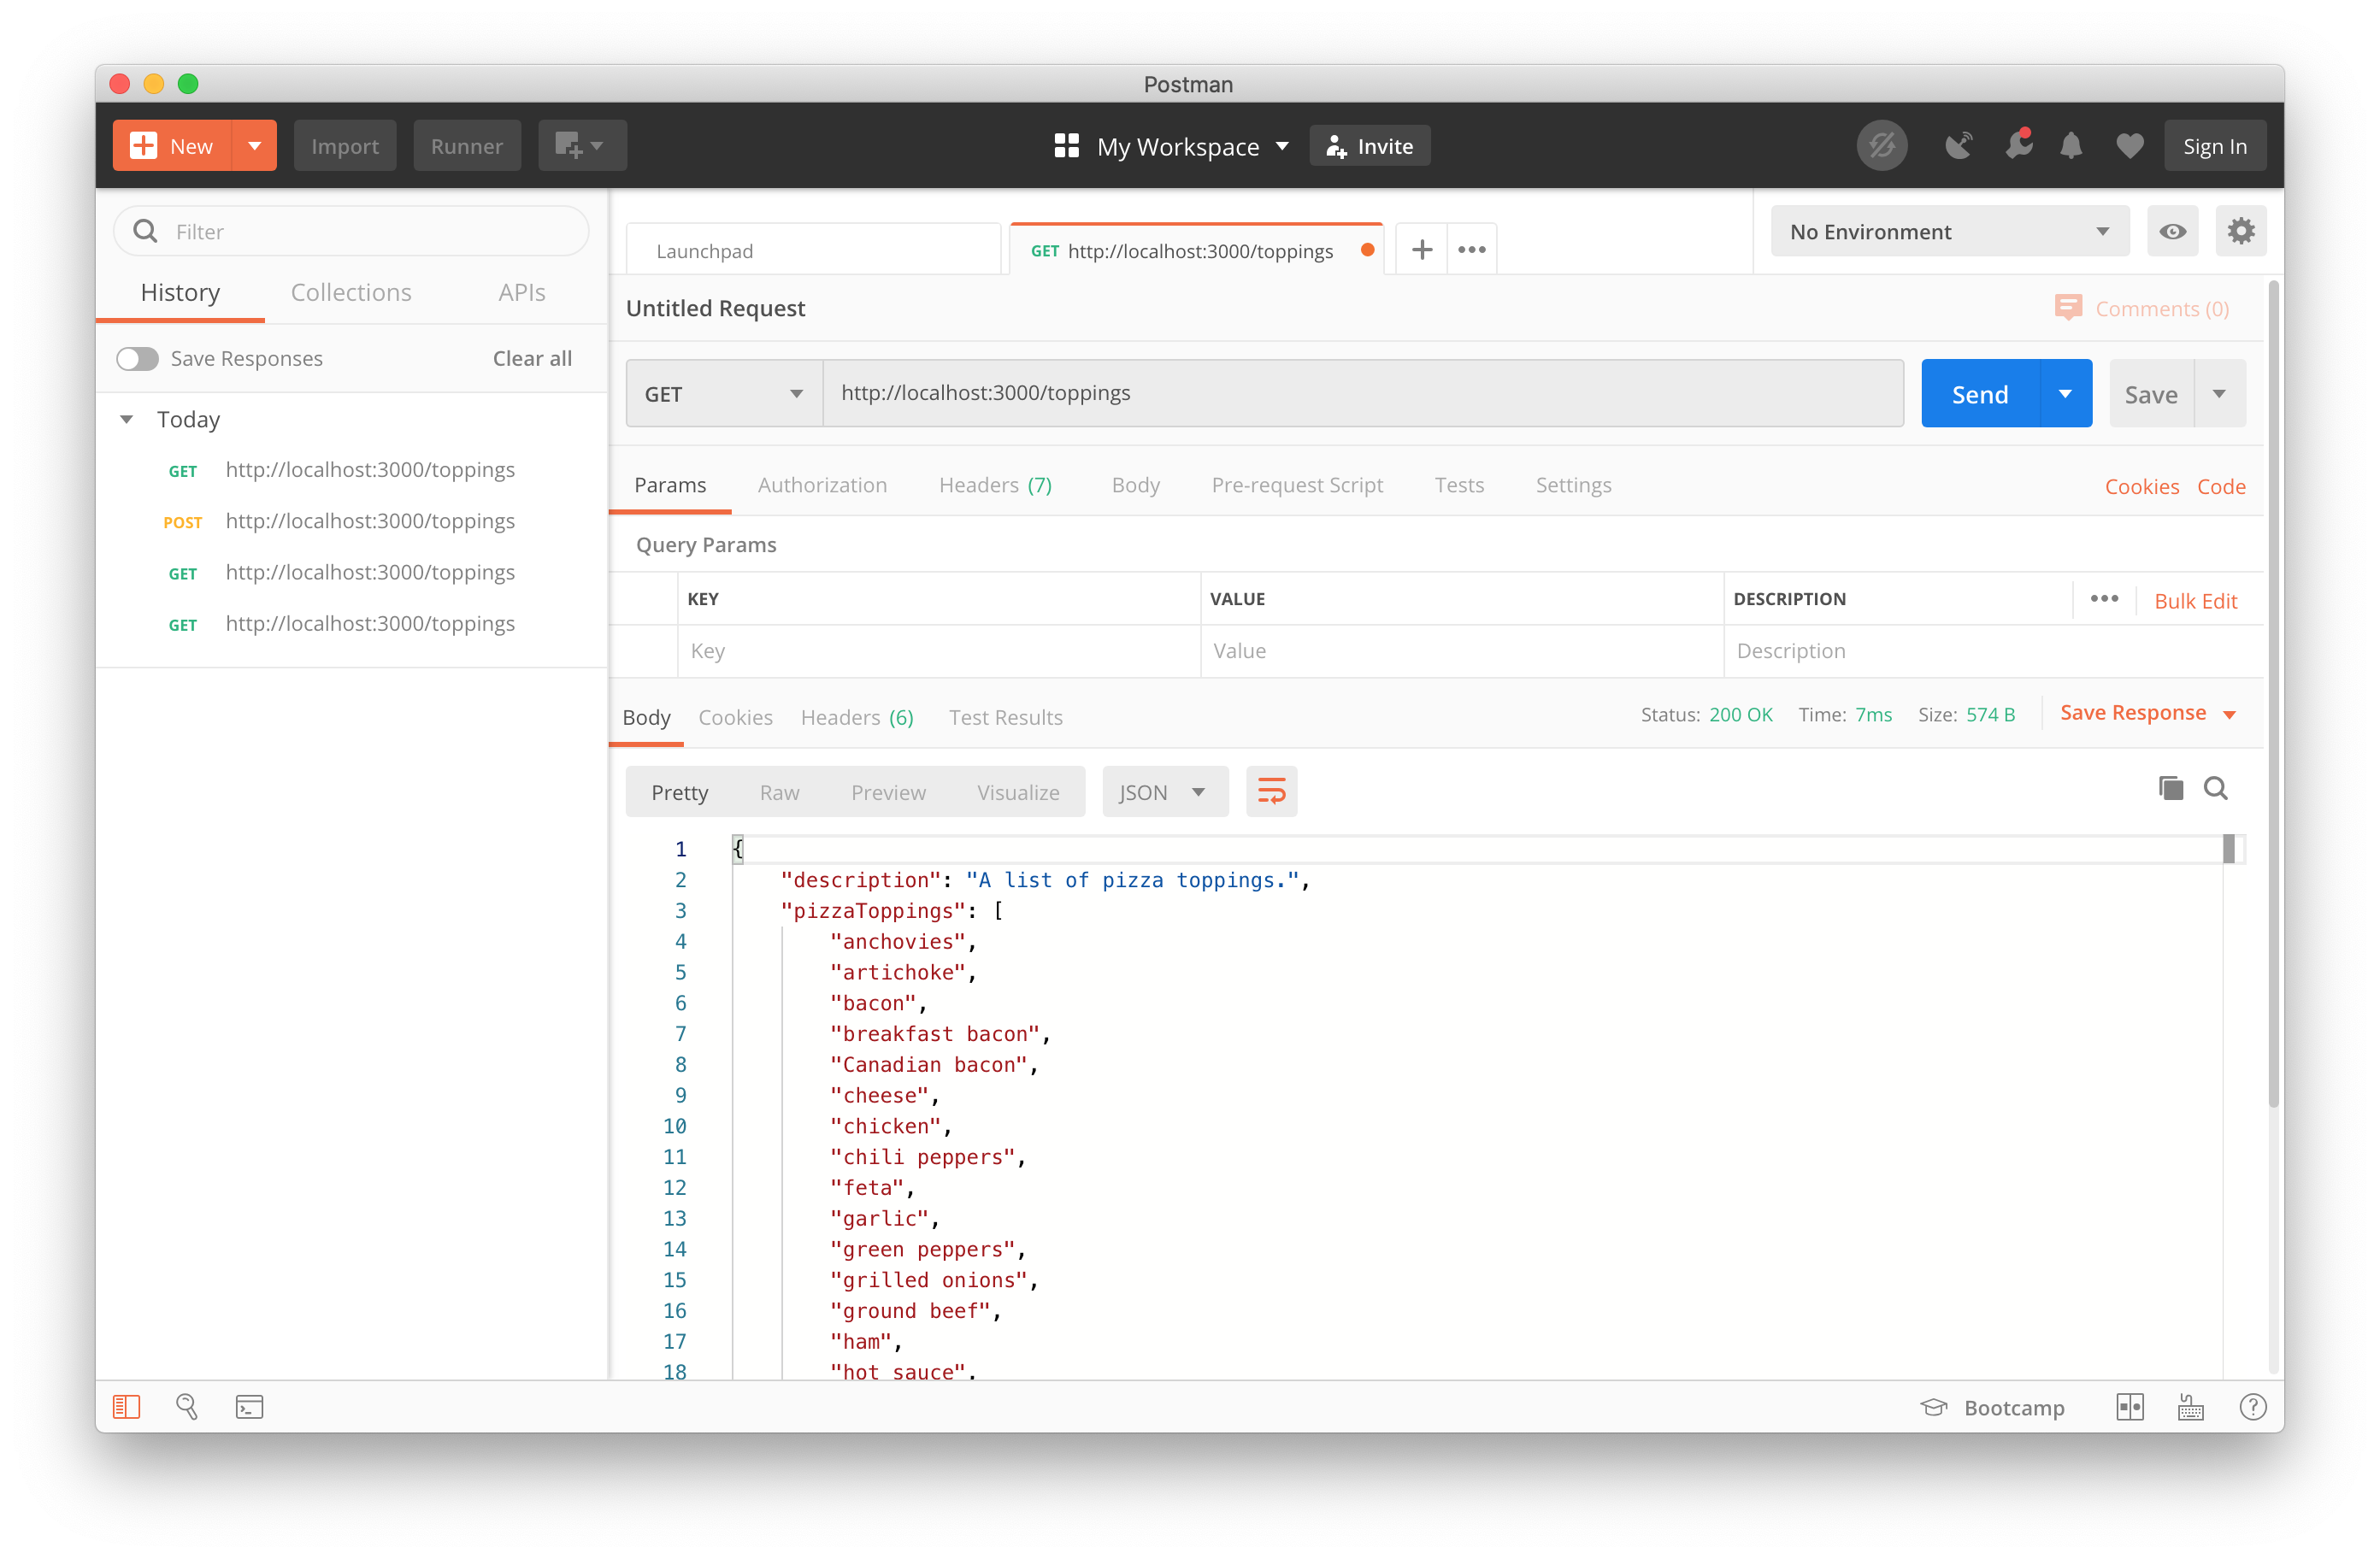 Postman
New
Import
Runner
My Workspace
Invite
Sign In
Filter
History
Collections
APIs
Save Responses
Clear all
Today
GET http://localhost:3000/toppings
POST http://localhost:3000/toppings
GET http://localhost:3000/toppings
GET http://localhost:3000/toppings
Launchpad
GET http://localhost:3000/toppings
No Environment
Untitled Request
Comments (0)
GET
http://localhost:3000/toppings
Send
Save
Params
Authorization
Headers (7)
Body
Pre-request Script
Tests
Settings
Cookies
Code
Query Params
KEY
VALUE
DESCRIPTION
Bulk Edit
Key
Value
Description
Body
Cookies
Headers (6)
Test Results
Status: 200 OK
Time: 7ms
Size: 574 B
Save Response
Pretty
Raw
Preview
Visualize
JSON
1 {
2 "description": "A list of pizza toppings.",
3 "pizzaToppings": [
4 "anchovies",
5 "artichoke",
6 "bacon",
7 "breakfast bacon",
8 "Canadian bacon",
9 "cheese",
10 "chicken",
11 "chili peppers",
12 "feta",
13 "garlic",
14 "green peppers",
15 "grilled onions",
16 "ground beef",
17 "ham",
18 "hot sauce",
Bootcamp